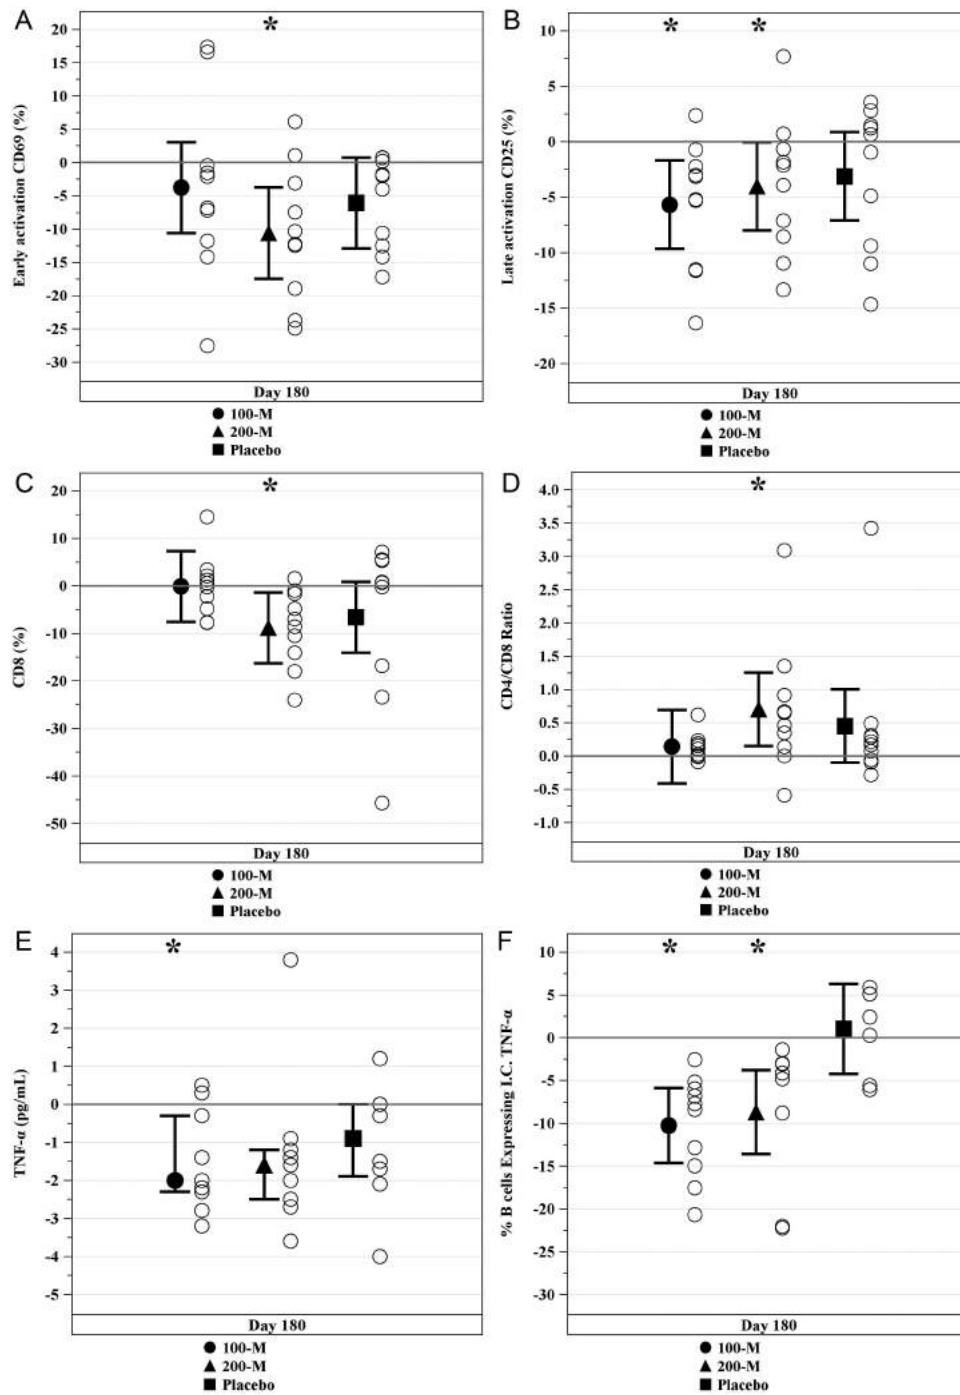 A
*
Early activation CD69 (%)
20
15
10
5
0
-5
-10
-15
-20
-25
-30
Day 180
100-M
200-M
Placebo
B
* *
Late activation CD25 (%)
10
5
0
-5
-10
-15
-20
Day 180
100-M
200-M
Placebo
C
*
CD8 (%)
20
10
0
-10
-20
-30
-40
-50
Day 180
100-M
200-M
Placebo
D
*
CD4/CD8 Ratio
4.0
3.5
3.0
2.5
2.0
1.5
1.0
0.5
0.0
-0.5
-1.0
Day 180
100-M
200-M
Placebo
E
*
TNF-α (pg/mL)
4
3
2
1
0
-1
-2
-3
-4
-5
Day 180
100-M
200-M
Placebo
F
* *
% B cells Expressing I.C. TNF-α
10
5
0
-5
-10
-15
-20
-25
-30
Day 180
100-M
200-M
Placebo